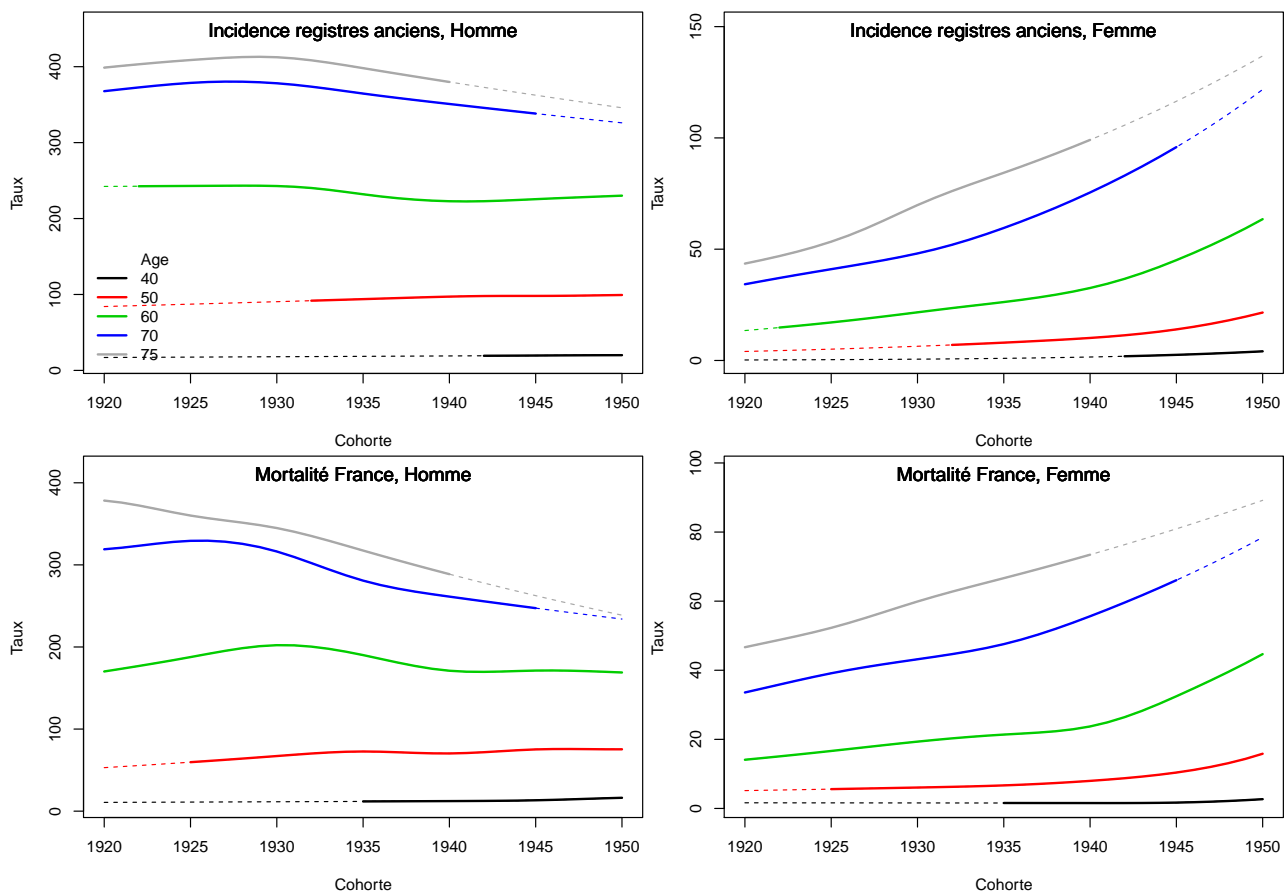 Incidence registres anciens, Homme
400
300
200
100
0
Taux
Age
40
50
60
70
75
1920 1925 1930 1935 1940 1945 1950
Cohorte
Incidence registres anciens, Femme
150
100
50
0
Taux
1920 1925 1930 1935 1940 1945 1950
Cohorte
Mortalité France, Homme
400
300
200
100
0
Taux
1920 1925 1930 1935 1940 1945 1950
Cohorte
Mortalité France, Femme
100
80
60
40
20
0
Taux
1920 1925 1930 1935 1940 1945 1950
Cohorte